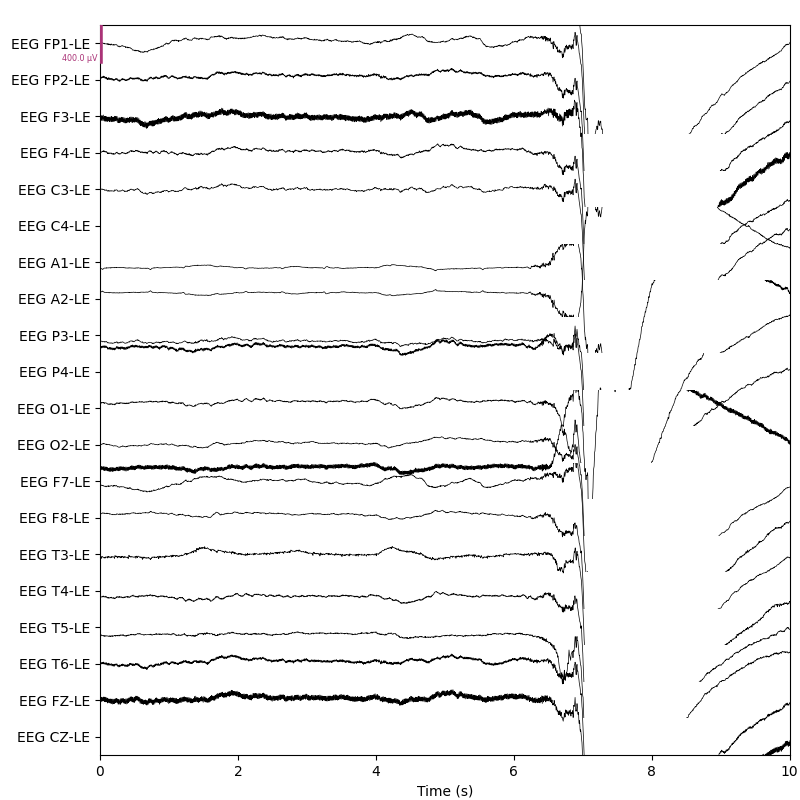 EEG FP1-LE
400.0 µV
EEG FP2-LE
EEG F3-LE
EEG F4-LE
EEG C3-LE
EEG C4-LE
EEG A1-LE
EEG A2-LE
EEG P3-LE
EEG P4-LE
EEG O1-LE
EEG O2-LE
EEG F7-LE
EEG F8-LE
EEG T3-LE
EEG T4-LE
EEG T5-LE
EEG T6-LE
EEG FZ-LE
EEG CZ-LE
0 2 4 6 8 10
Time (s)